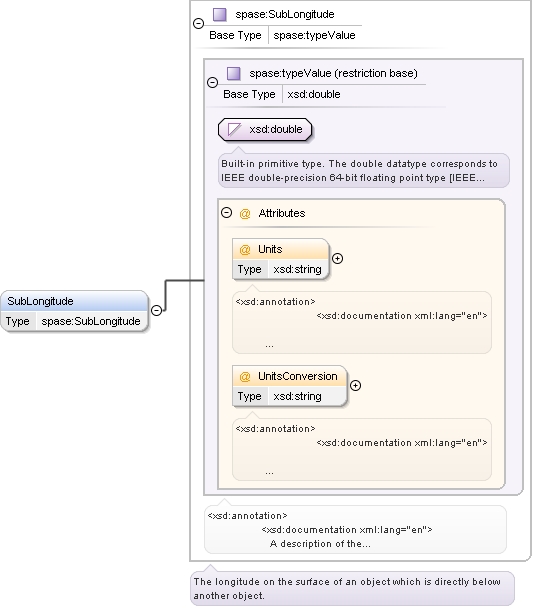 spase:SubLongitude
Base Type spase:typeValue
spase:typeValue (restriction base)
Base Type xsd:double
xsd:double
Built-in primitive type. The double datatype corresponds to
IEEE double-precision 64-bit floating point type [IEEE...
@ Attributes
@ Units
Type xsd:string
<xsd:annotation>
<xsd:documentation xml:lang="en">
...
SubLongitude
Type spase:SubLongitude
@ UnitsConversion
Type xsd:string
<xsd:annotation>
<xsd:documentation xml:lang="en">
...
<xsd:annotation>
<xsd:documentation xml:lang="en">
A description of the...
The longitude on the surface of an object which is directly below
another object.